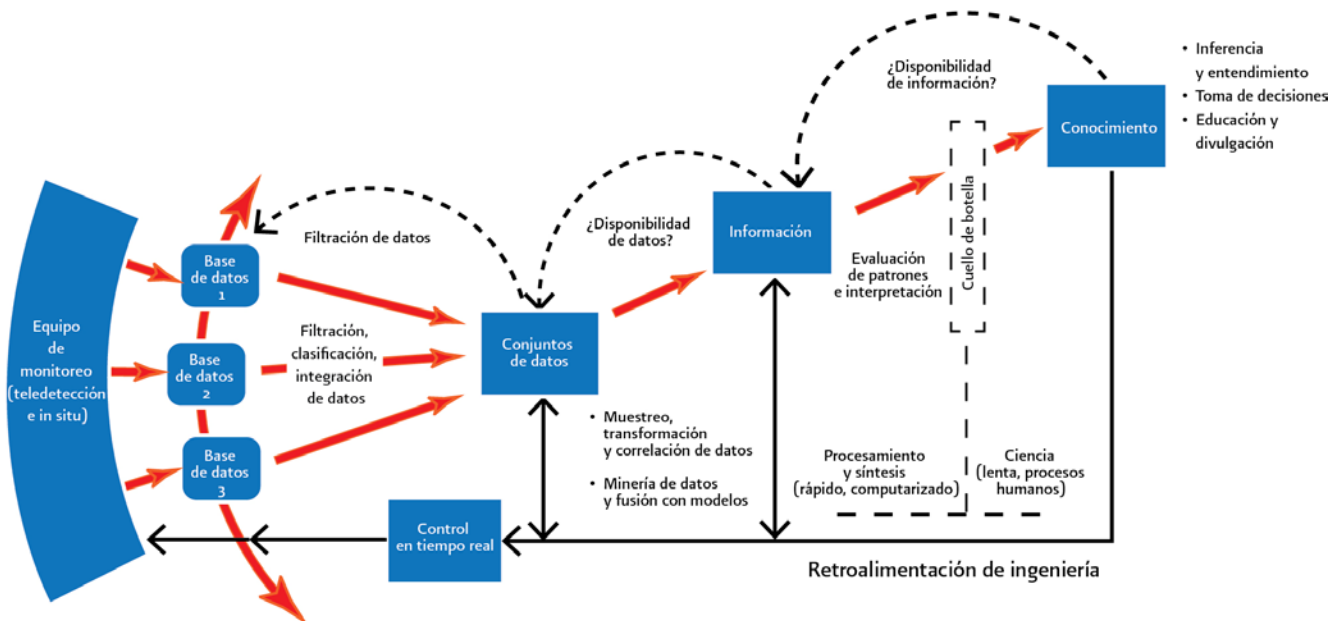 ¿Disponibilidad
de información?
• Inferencia
y entendimiento
• Toma de decisiones
• Educación y
divulgación
Conocimiento
Cuello de botella
¿Disponibilidad
de datos?
Información
Evaluación
de patrones
e interpretación
Filtración de datos
Base
de datos
1
Equipo
de
monitoreo
(teledetección
e in situ)
Base
de datos
2
Filtración,
clasificación,
integración
de datos
Conjuntos
de datos
Base
de datos
3
• Muestreo,
transformación
y correlación de datos
• Minería de datos
y fusión con modelos
Procesamiento
y síntesis
(rápido, computarizado)
Ciencia
(lenta, procesos
humanos)
Control
en tiempo real
Retroalimentación de ingeniería